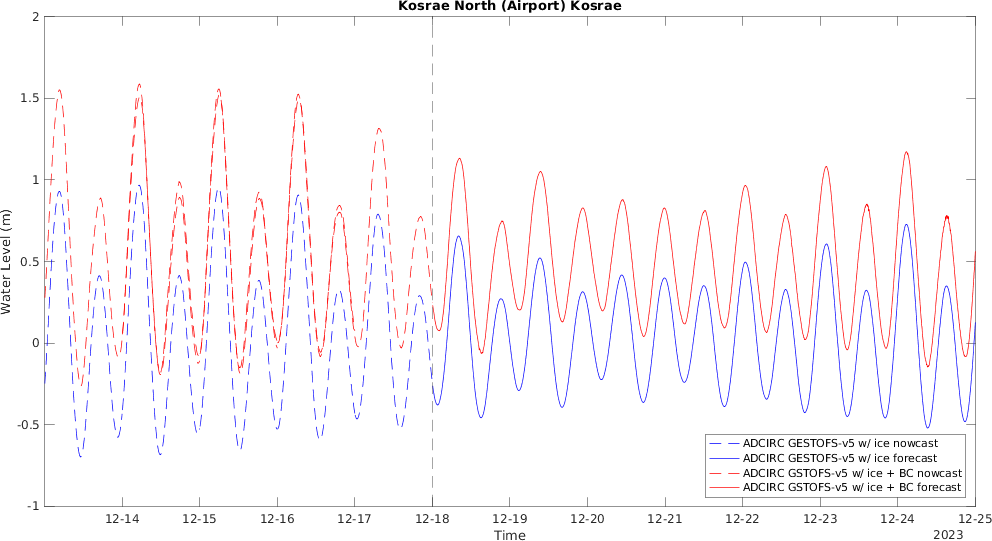 Kosrae North (Airport) Kosrae
2
1.5
1
0.5
0
-0.5
-1
Water Level (m)
12-14
12-15
12-16
12-17
12-18
12-19
12-20
12-21
12-22
12-23
12-24
12-25
Time
2023
ADCIRC GESTOFS-v5 w/ ice nowcast
ADCIRC GESTOFS-v5 w/ ice forecast
ADCIRC GSTOFS-v5 w/ ice + BC nowcast
ADCIRC GSTOFS-v5 w/ ice + BC forecast